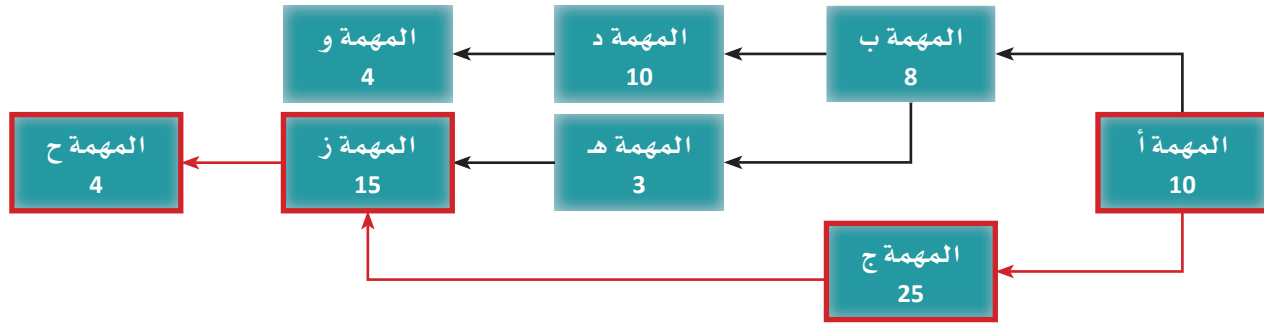 المهمة أ
10
المهمة ب
8
المهمة د
10
المهمة و
4
المهمة هـ
3
المهمة ز
15
المهمة ح
4
المهمة ج
25